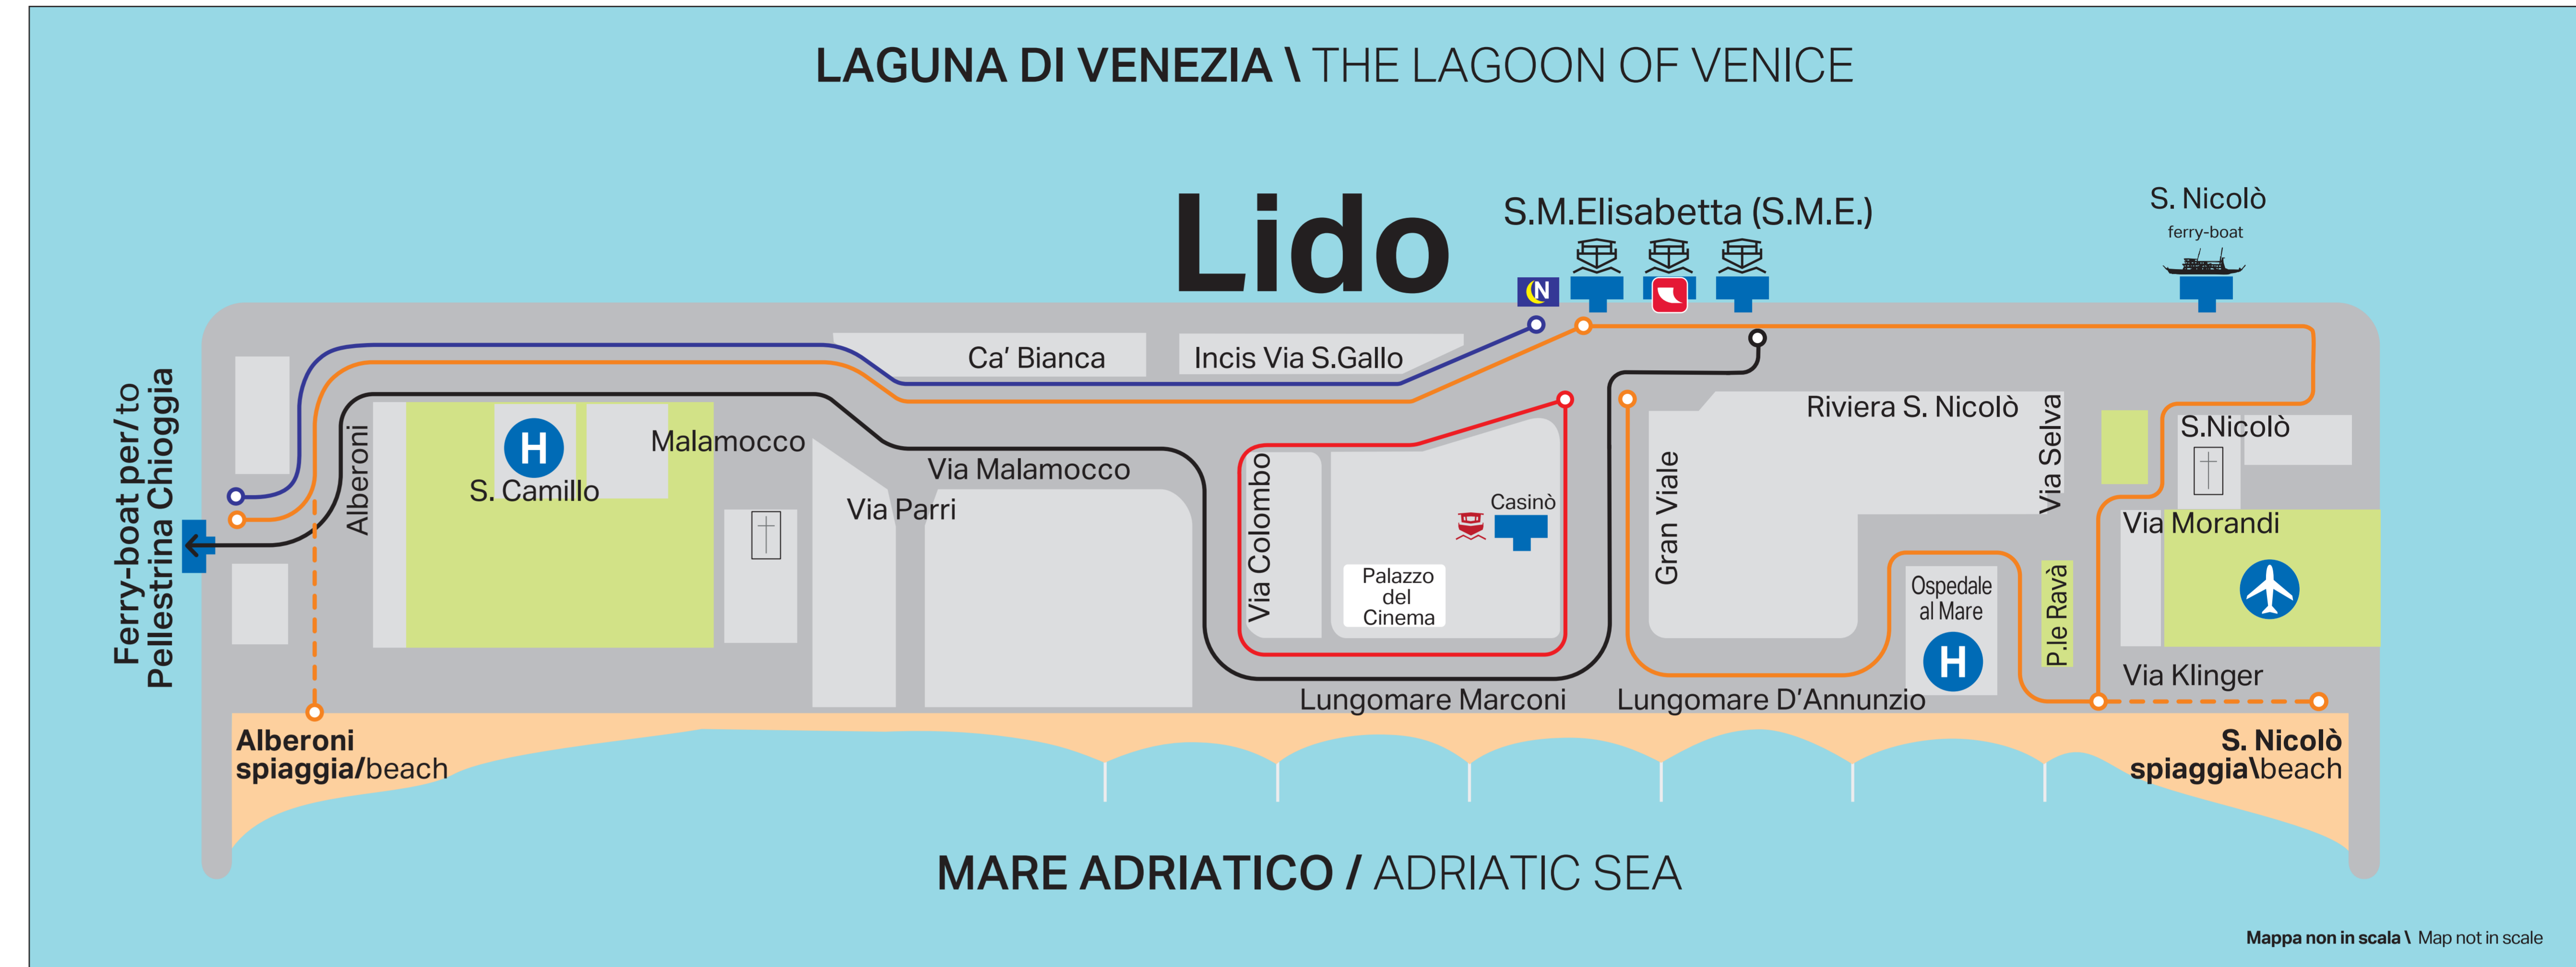 LAGUNA DI VENEZIA \ THE LAGOON OF VENICE
Lido
S.M.Elisabetta (S.M.E.)
S. Nicolò
ferry-boat
N
Ca' Bianca
Incis Via S.Gallo
Ferry-boat per/to
Pellestrina Chioggia
Alberoni
H
S. Camillo
Malamocco
Via Malamocco
Via Parri
Via Colombo
Casinò
Palazzo
del
Cinema
Gran Viale
Riviera S. Nicolò
Via Selva
S.Nicolò
Via Morandi
Ospedale
al Mare
H
P.le Ravà
Via Klinger
Lungomare Marconi
Lungomare D'Annunzio
Alberoni
spiaggia/beach
S. Nicolò
spiaggia\beach
MARE ADRIATICO / ADRIATIC SEA
Mappa non in scala \ Map not in scale